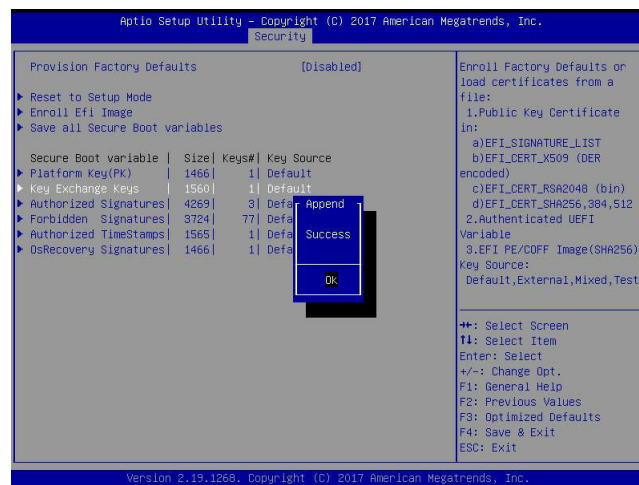 Aptio Setup Utility – Copyright (C) 2017 American Megatrends, Inc.
Security
Provision Factory Defaults [Disabled]
Reset to Setup Mode
Enroll Efi Image
Save all Secure Boot variables
Secure Boot variable | Size| Keys#| Key Source
Platform Key(PK) | 1466| 1| Default
Key Exchange Keys | 1560| 1| Default
Authorized Signatures| 4269| 3| Defa
Forbidden Signatures| 3724| 77| Defa
Authorized TimeStamps| 1565| 1| Defa
OsRecovery Signatures| 1466| 1| Defa
Append
Success
Ok
Enroll Factory Defaults or
load certificates from a
file:
1.Public Key Certificate
in:
a)EFI_SIGNATURE_LIST
b)EFI_CERT_X509 (DER
encoded)
c)EFI_CERT_RSA2048 (bin)
d)EFI_CERT_SHA256,384,512
2.Authenticated UEFI
Variable
3.EFI PE/COFF Image(SHA256)
Key Source:
Default,External,Mixed,Test
→←: Select Screen
↑↓: Select Item
Enter: Select
+/-: Change Opt.
F1: General Help
F2: Previous Values
F3: Optimized Defaults
F4: Save & Exit
ESC: Exit
Version 2.19.1268. Copyright (C) 2017 American Megatrends, Inc.